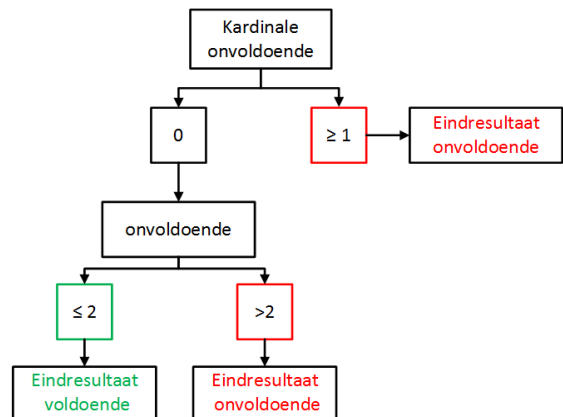 Kardinale
onvoldoende
0
≥ 1
Eindresultaat
onvoldoende
onvoldoende
≤ 2
>2
Eindresultaat
voldoende
Eindresultaat
onvoldoende